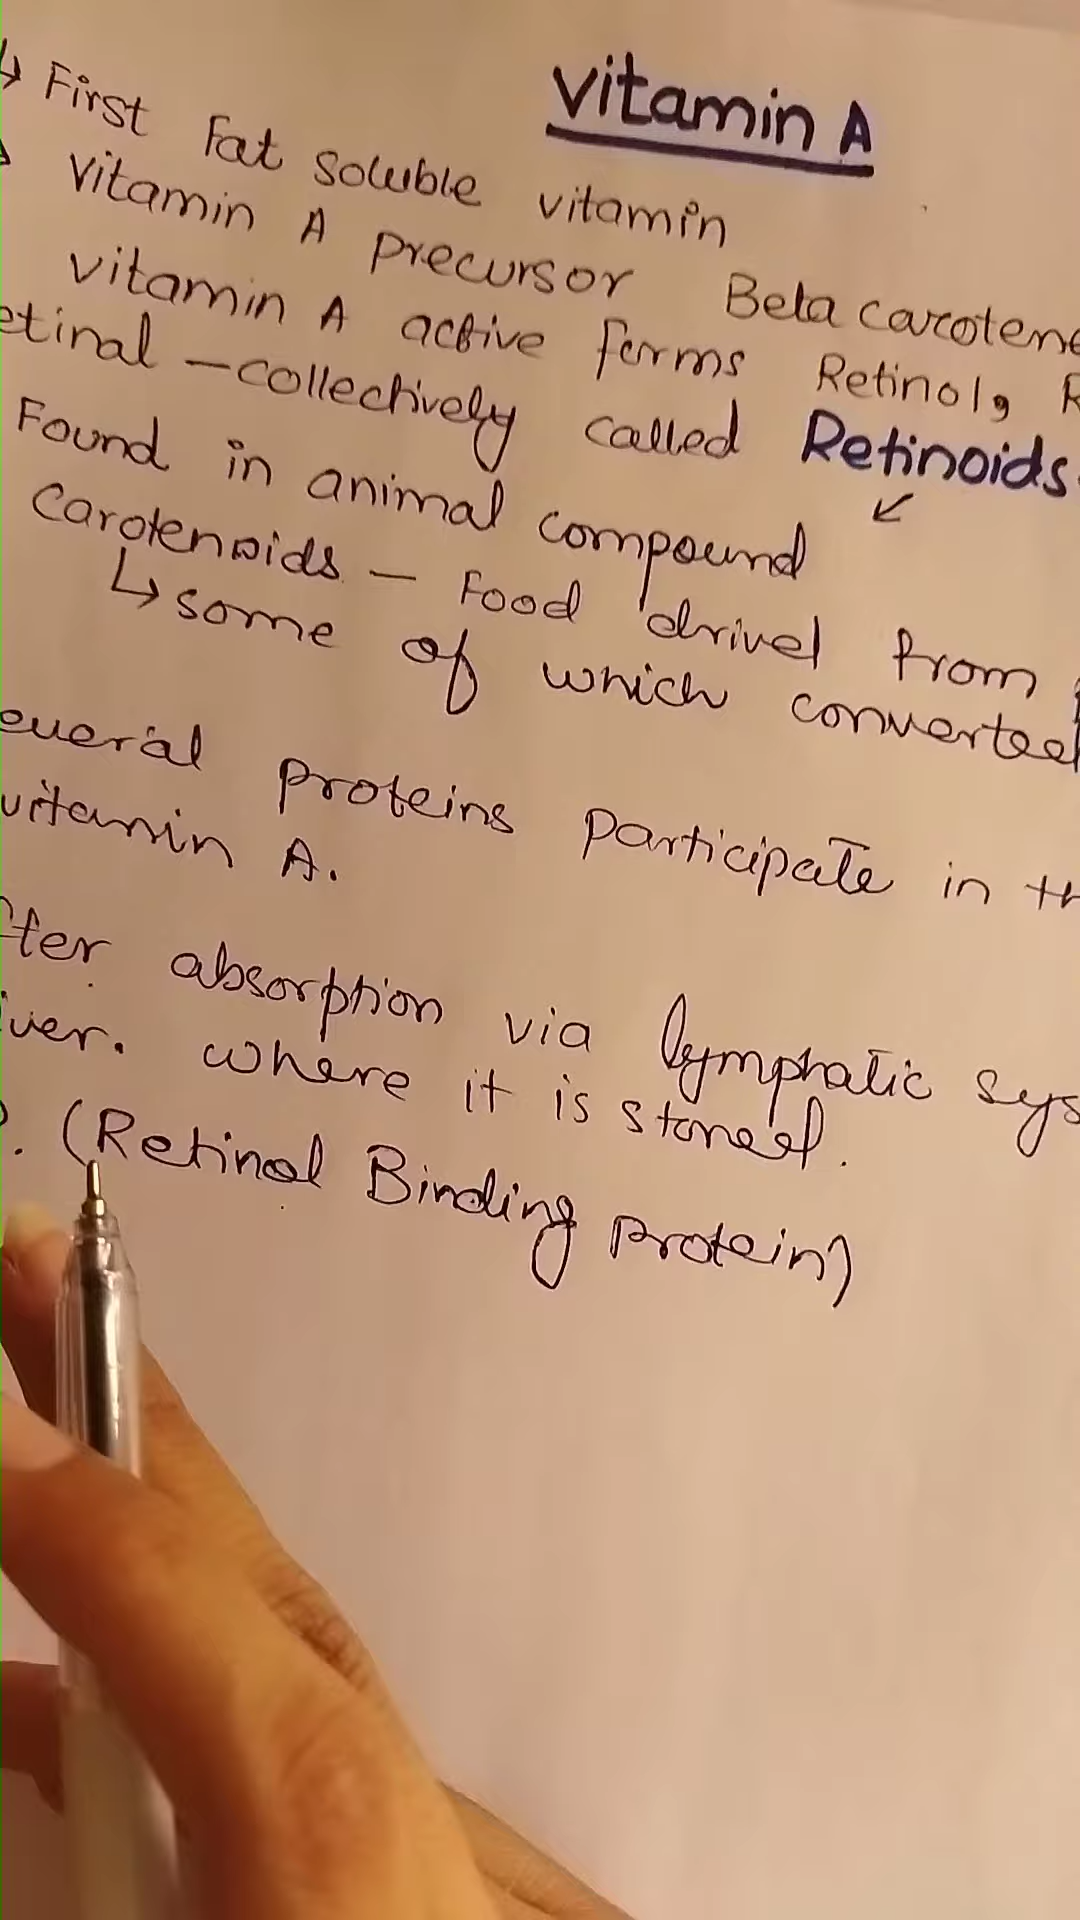 Vitamin A
First Fat soluble vitamin
Vitamin A precursor Beta carotene
vitamin A active forms Retinol,
etinal - collectively called Retinoids
Found in animal compound
Carotenoids - Food drived from
some of which converted
everal proteins participate in th
vitamin A.
fter absorption via lymphatic sys
iver. where it is stored.
(Retinol Binding protein)